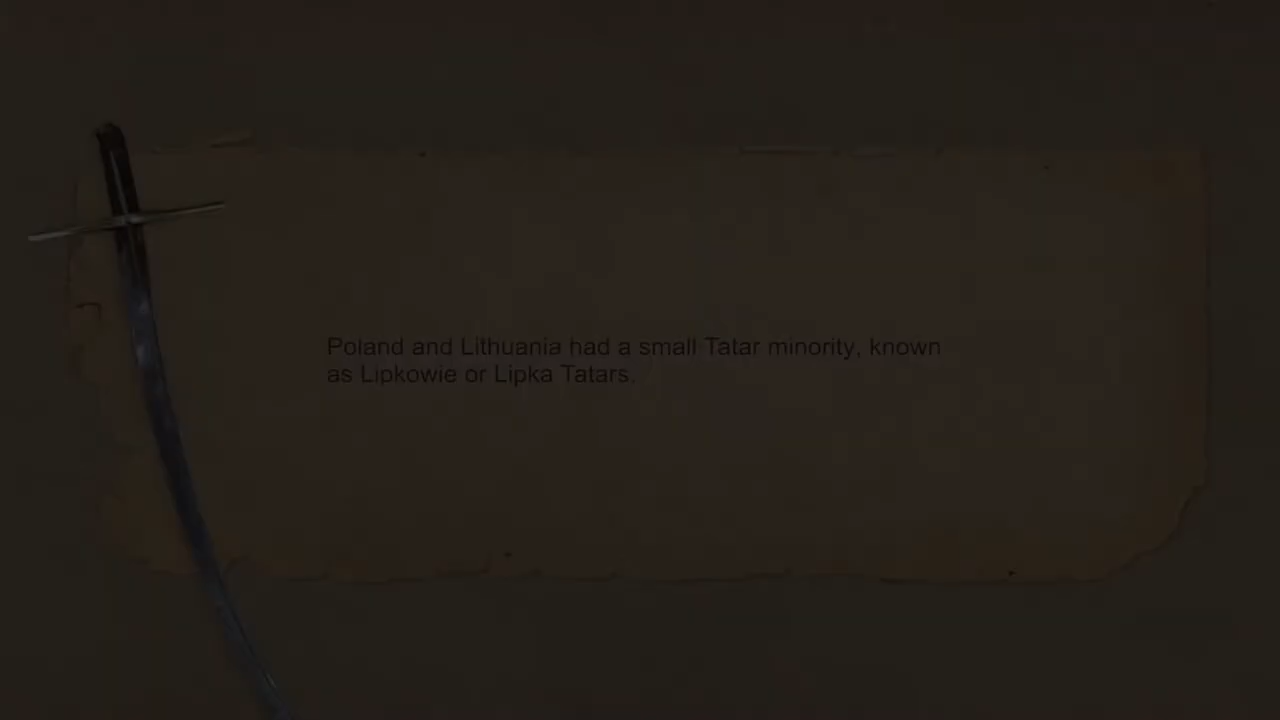 Poland and Lithuania had a small Tatar minority, known
as Lipkowie or Lipka Tatars.